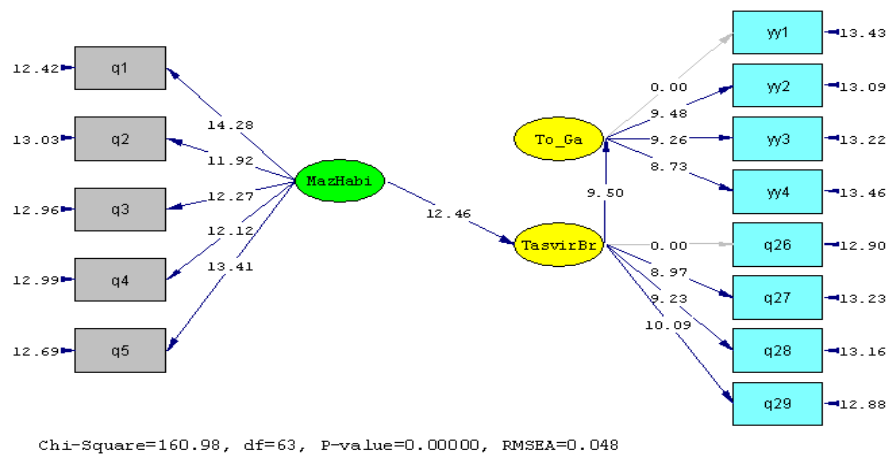 12.42 q1
13.03 q2
12.96 q3
12.99 q4
12.69 q5
14.28
11.92
12.27
12.12
13.41
MazHabi
12.46
To_Ga
9.50
TasvirBr
0.00
9.48
9.26
8.73
0.00
8.97
9.23
10.09
yy1 13.43
yy2 13.09
yy3 13.22
yy4 13.46
q26 12.90
q27 13.23
q28 13.16
q29 12.88
Chi-Square=160.98, df=63, P-value=0.00000, RMSEA=0.048